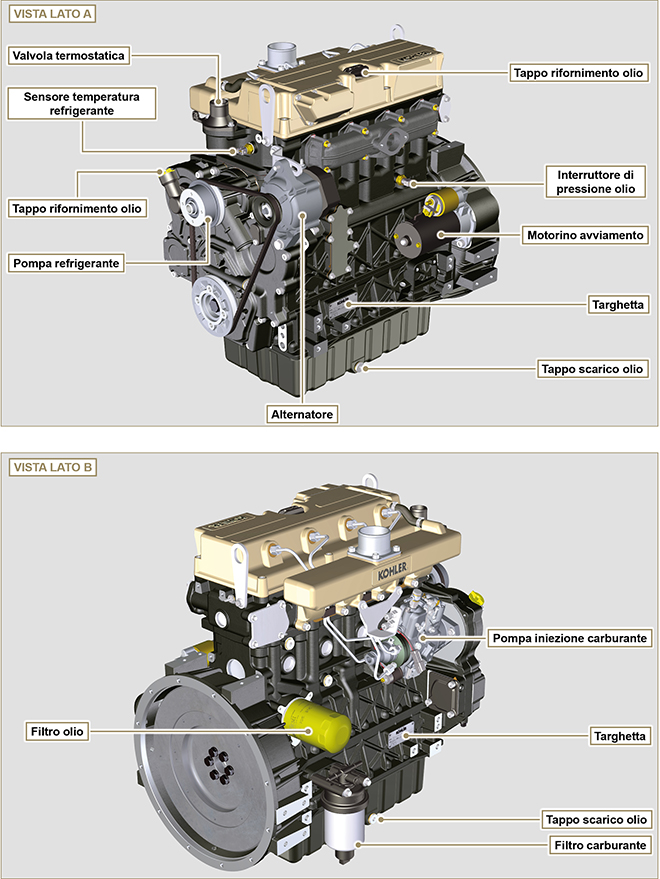 VISTA LATO A
Valvola termostatica
Tappo rifornimento olio
Sensore temperatura
refrigerante
Interruttore di
pressione olio
Tappo rifornimento olio
Motorino avviamento
Pompa refrigerante
Targhetta
Tappo scarico olio
Alternatore
VISTA LATO B
KOHLER
Pompa iniezione carburante
Filtro olio
Targhetta
Tappo scarico olio
Filtro carburante